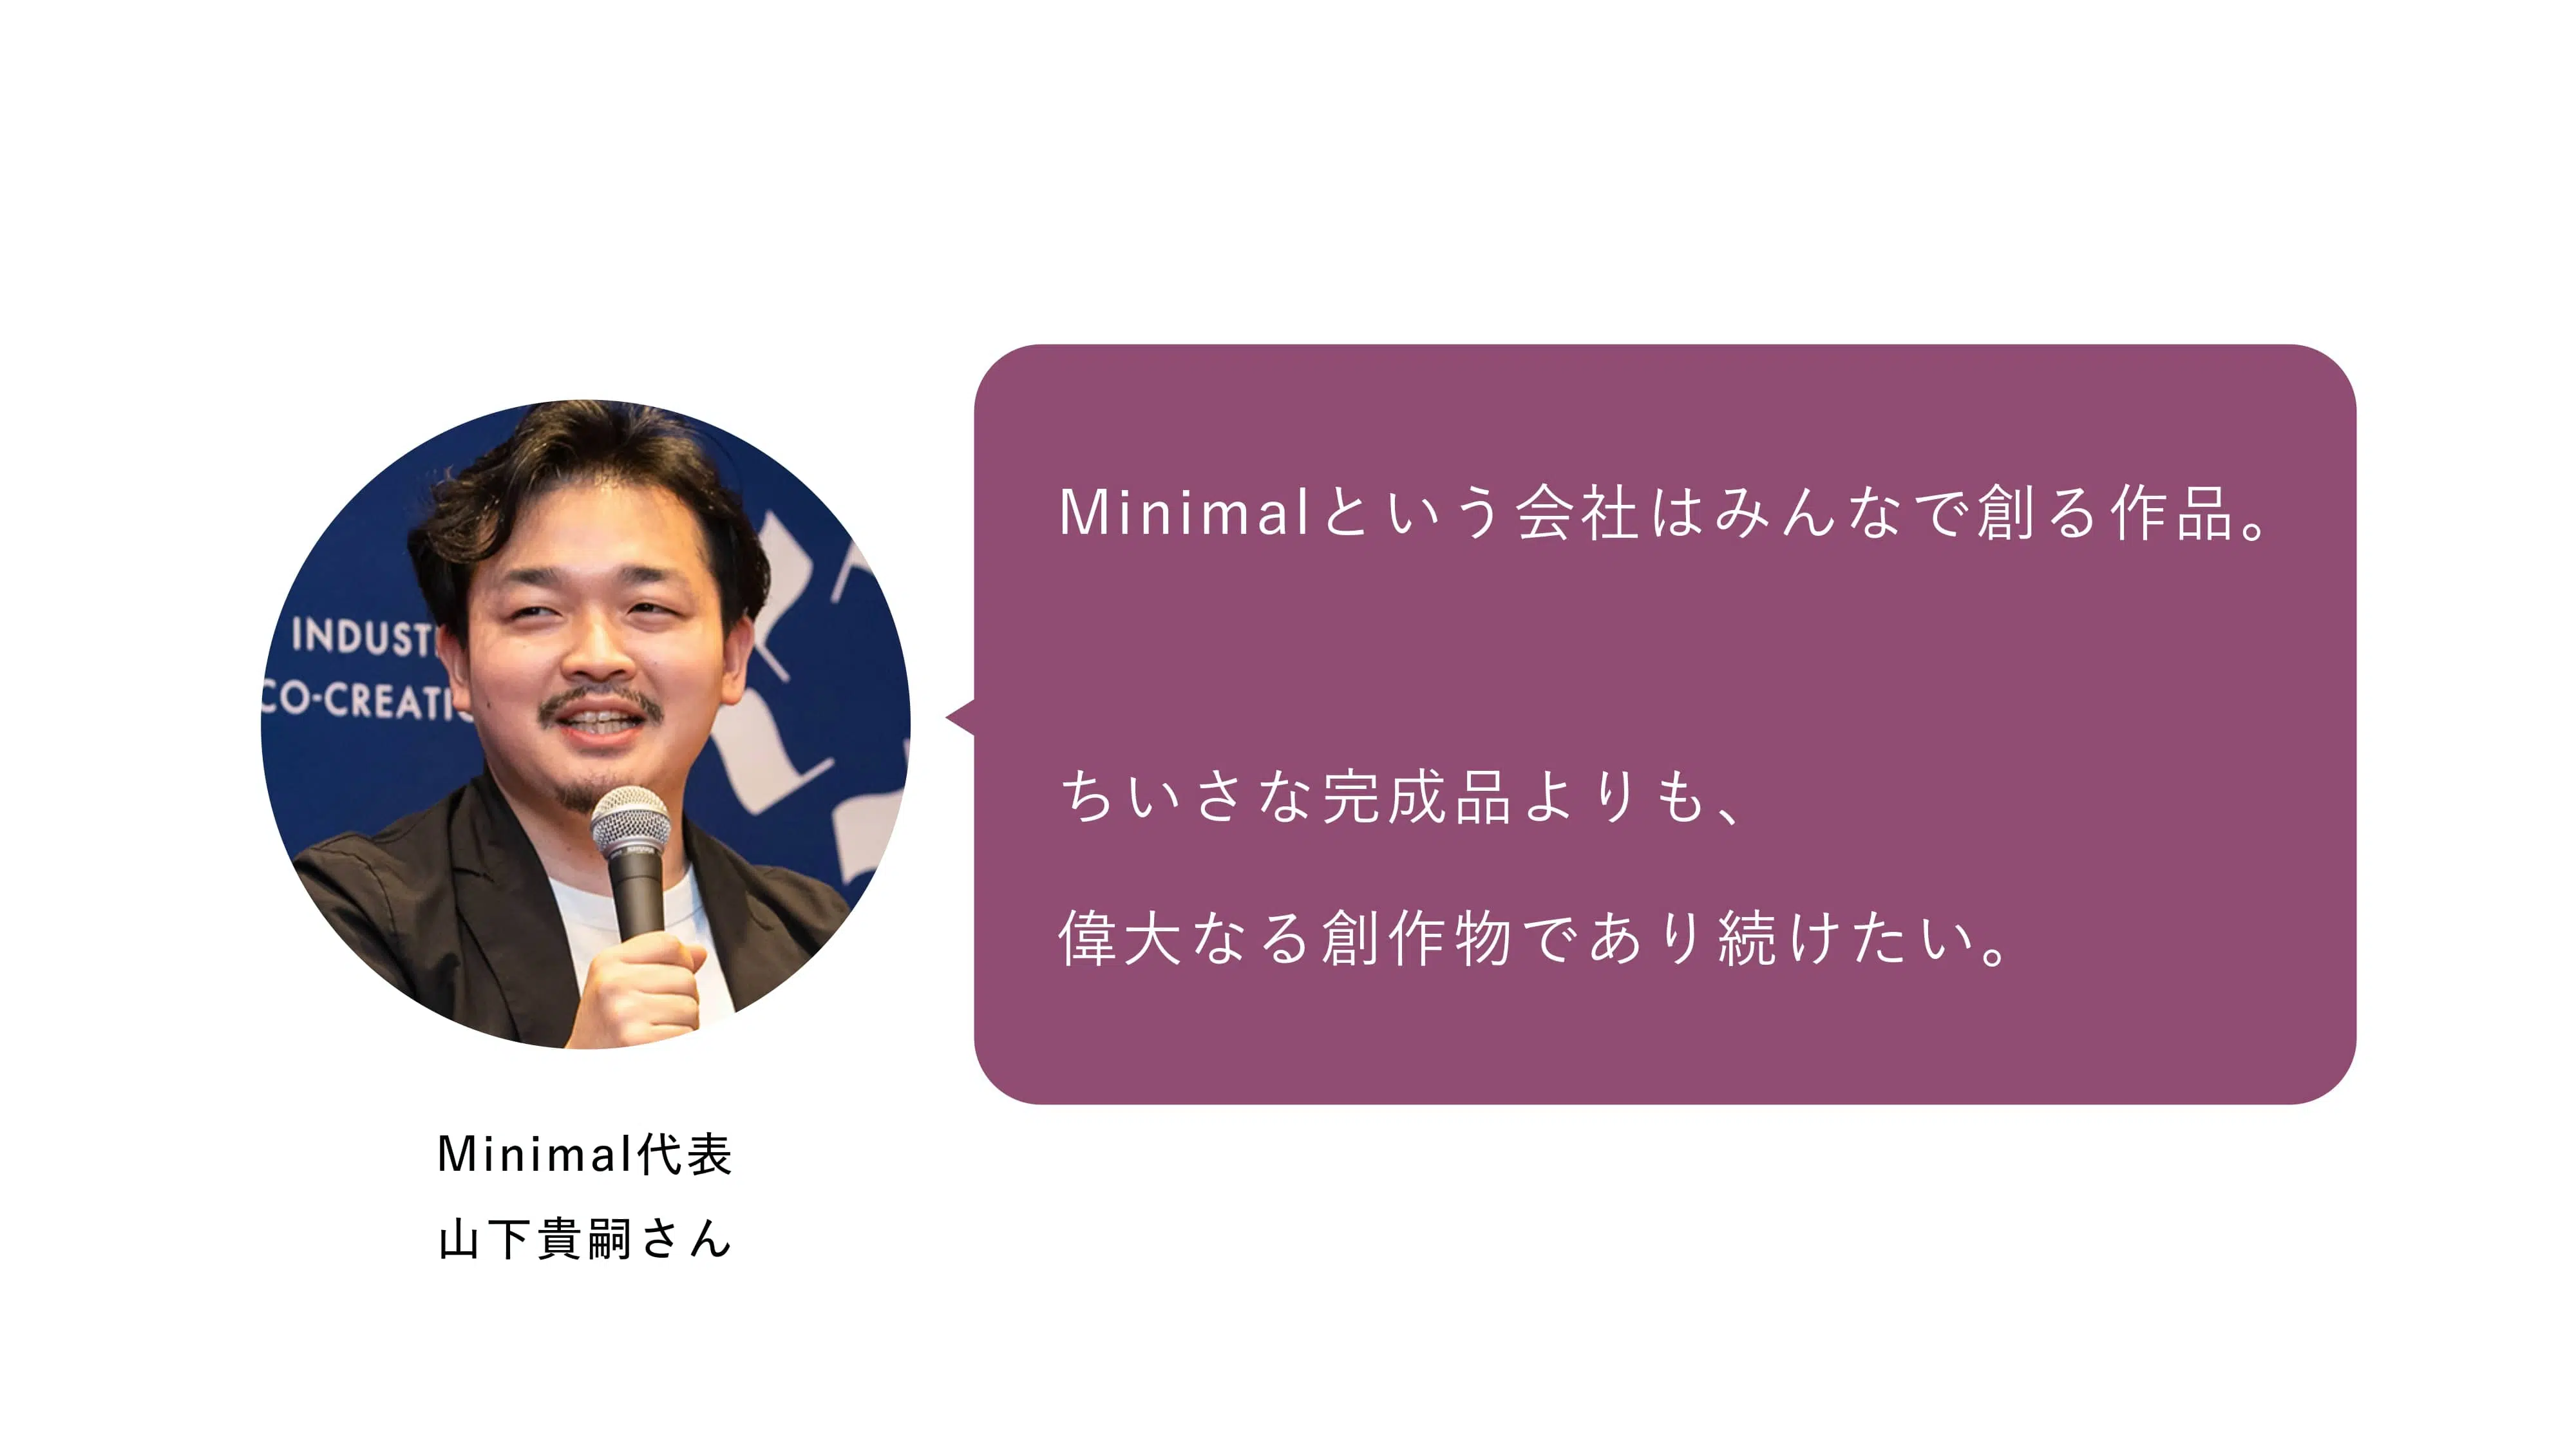 INDUST
CO-CREATI
Minimalという会社はみんなで創る作品。
ちいさな完成品よりも、
偉大なる創作物であり続けたい。
Minimal代表
山下貴嗣さん